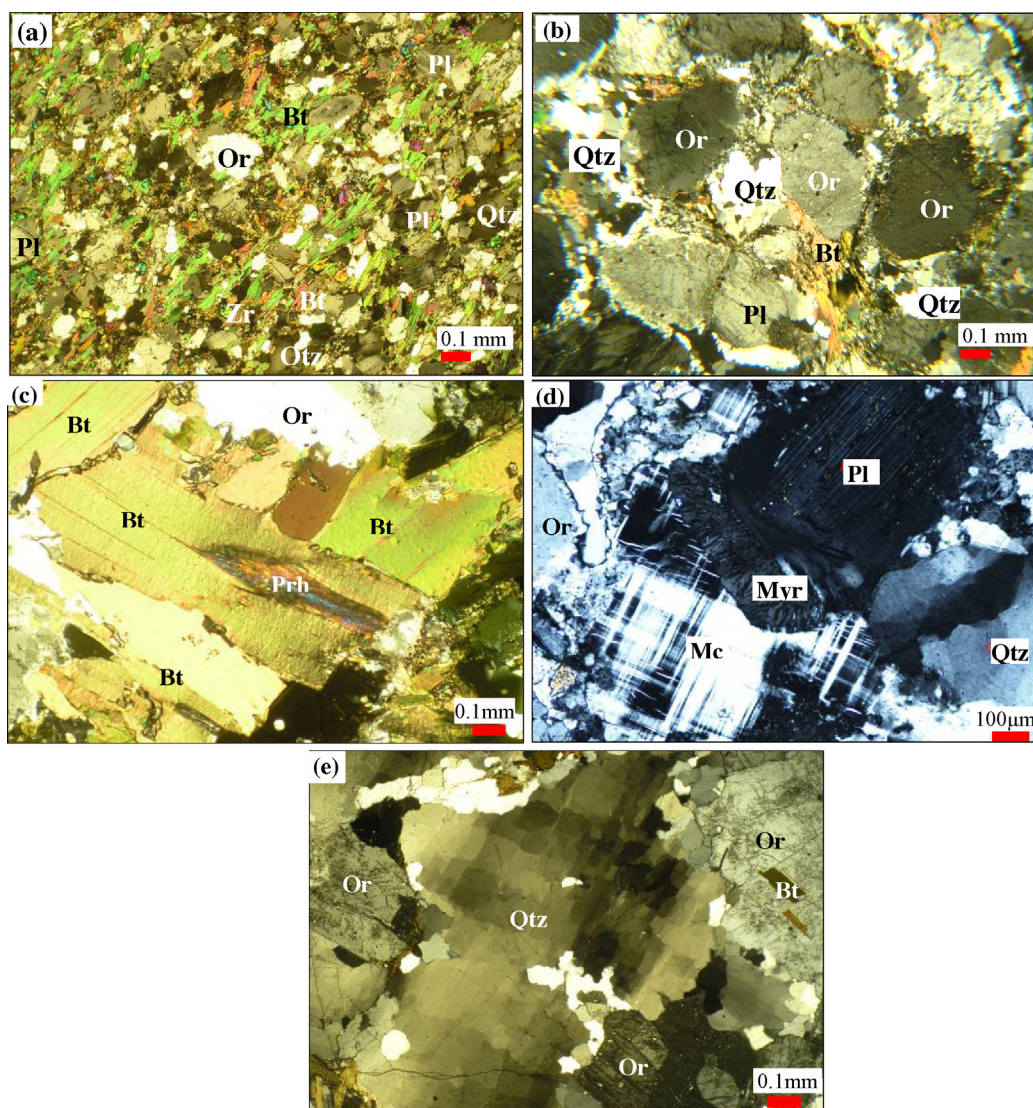 (a)
Pl
Bt
Or
Pl
Qtz
Pl
Zr
Bt
Otz
0.1 mm
(b)
Or
Qtz
Qtz
Or
Or
Bt
Qtz
Pl
0.1 mm
(c)
Bt
Or
Bt
Bt
Prh
Bt
0.1mm
(d)
Pl
Or
Myr
Mc
Qtz
100μm
(e)
Or
Or
Bt
Qtz
Or
0.1mm